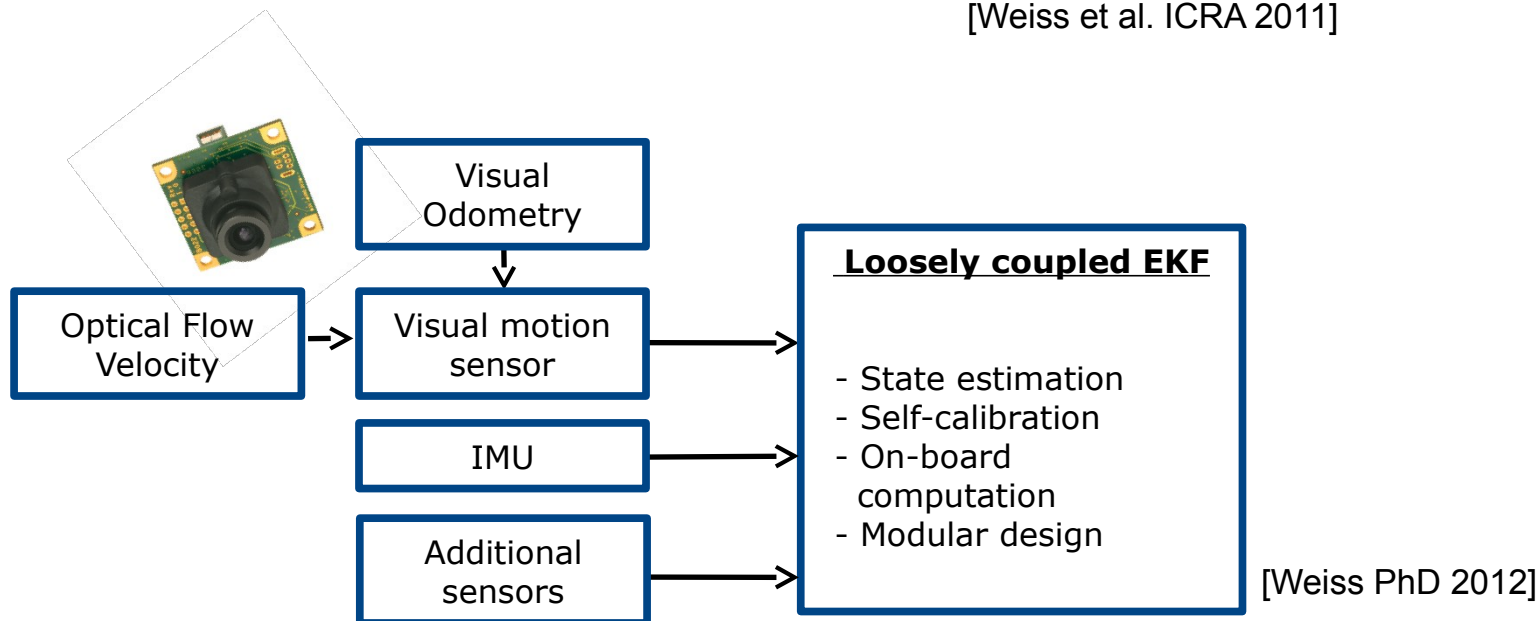 [Weiss et al. ICRA 2011]
Visual
Odometry
Optical Flow
Velocity
Visual motion
sensor
IMU
Additional
sensors
Loosely coupled EKF
- State estimation
- Self-calibration
- On-board
computation
- Modular design
[Weiss PhD 2012]